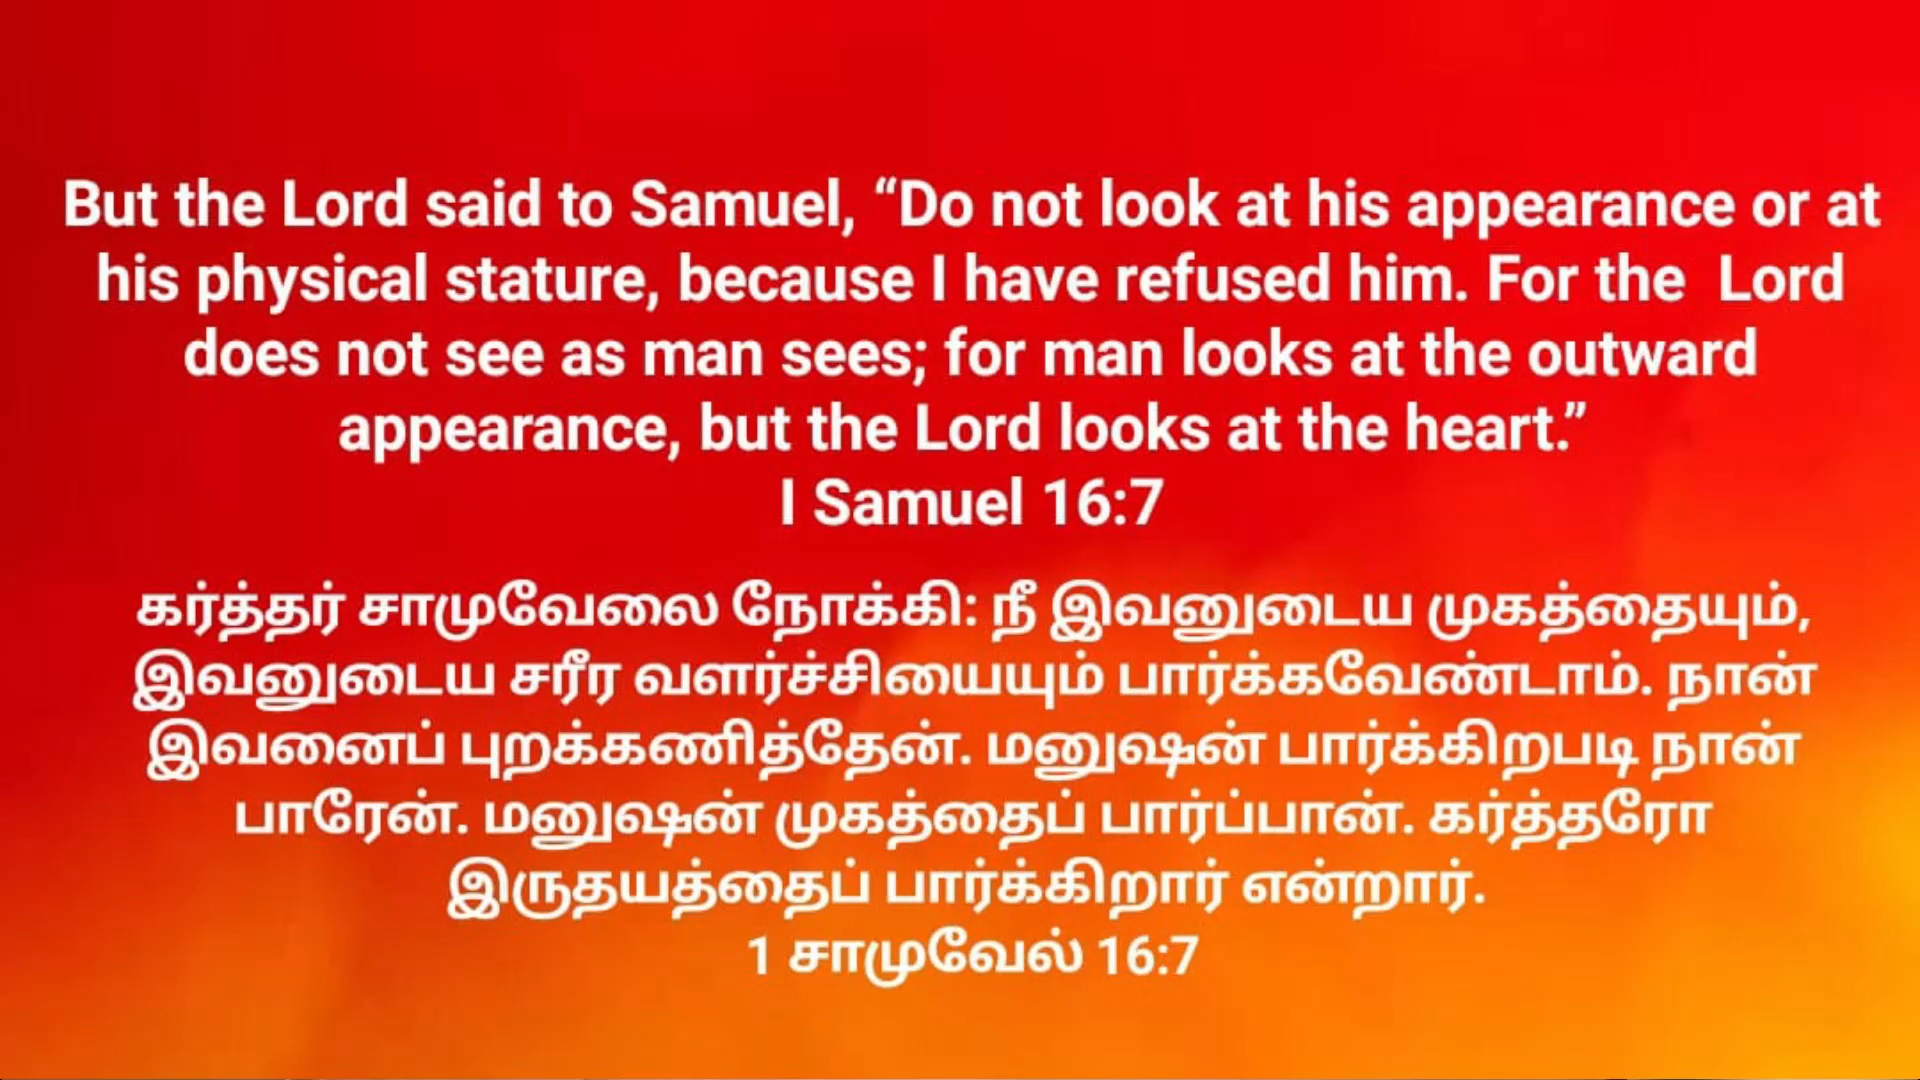 But the Lord said to Samuel, “Do not look at his appearance or at
his physical stature, because I have refused him. For the  Lord
does not see as man sees; for man looks at the outward
appearance, but the Lord looks at the heart.”
I Samuel 16:7
கர்த்தர் சாமுவேலை நோக்கி: நீ இவனுடைய முகத்தையும்,
இவனுடைய சரீர வளர்ச்சியையும் பார்க்கவேண்டாம். நான்
இவனைப் புறக்கணித்தேன். மனுஷன் பார்க்கிறபடி நான்
பாரேன். மனுஷன் முகத்தைப் பார்ப்பான். கர்த்தரோ
இருதயத்தைப் பார்க்கிறார் என்றார்.
1 சாமுவேல் 16:7